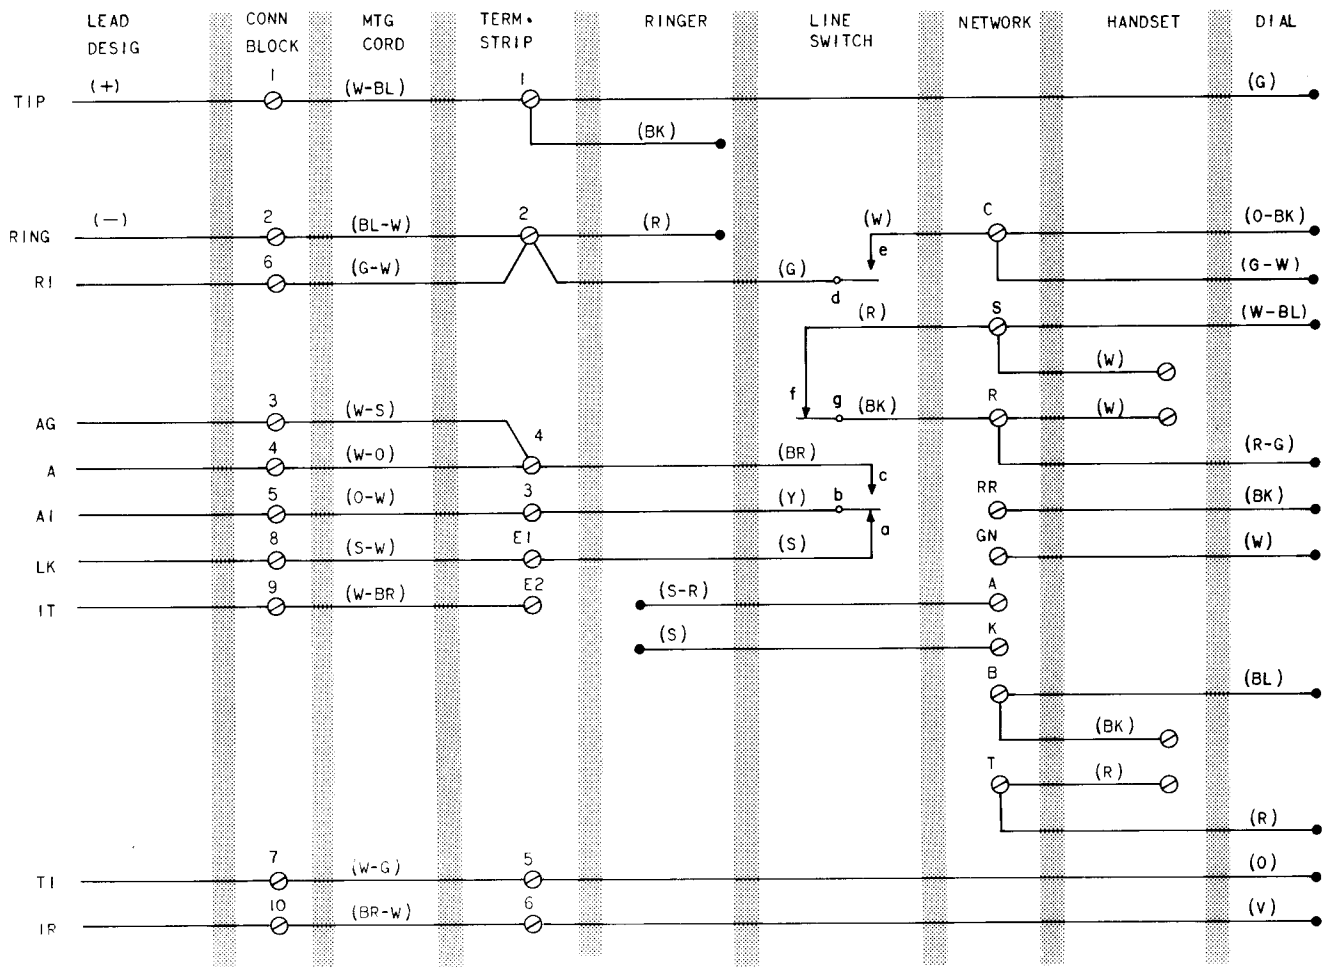 LEAD DESIG
CONN BLOCK
MTG CORD
TERM. STRIP
RINGER
LINE SWITCH
NETWORK
HANDSET
DIAL
TIP (+) 1 (W-BL) 1 (G)
(BK)
RING (—) 2 (BL-W) 2 (R) (W) e C (O-BK)
R1 6 (G-W) (G) d (G-W)
(R) S (W-BL)
(W)
f g (BK) R (W)
AG 3 (W-S)
A 4 (W-O) 4 (BR) c (R-G)
A1 5 (O-W) 3 (Y) b RR (BK)
LK 8 (S-W) E1 (S) a GN (W)
IT 9 (W-BR) E2 (S-R) A
(S) K
B (BL)
(BK)
T (R)
(R)
T1 7 (W-G) 5 (O)
IR 10 (BR-W) 6 (V)